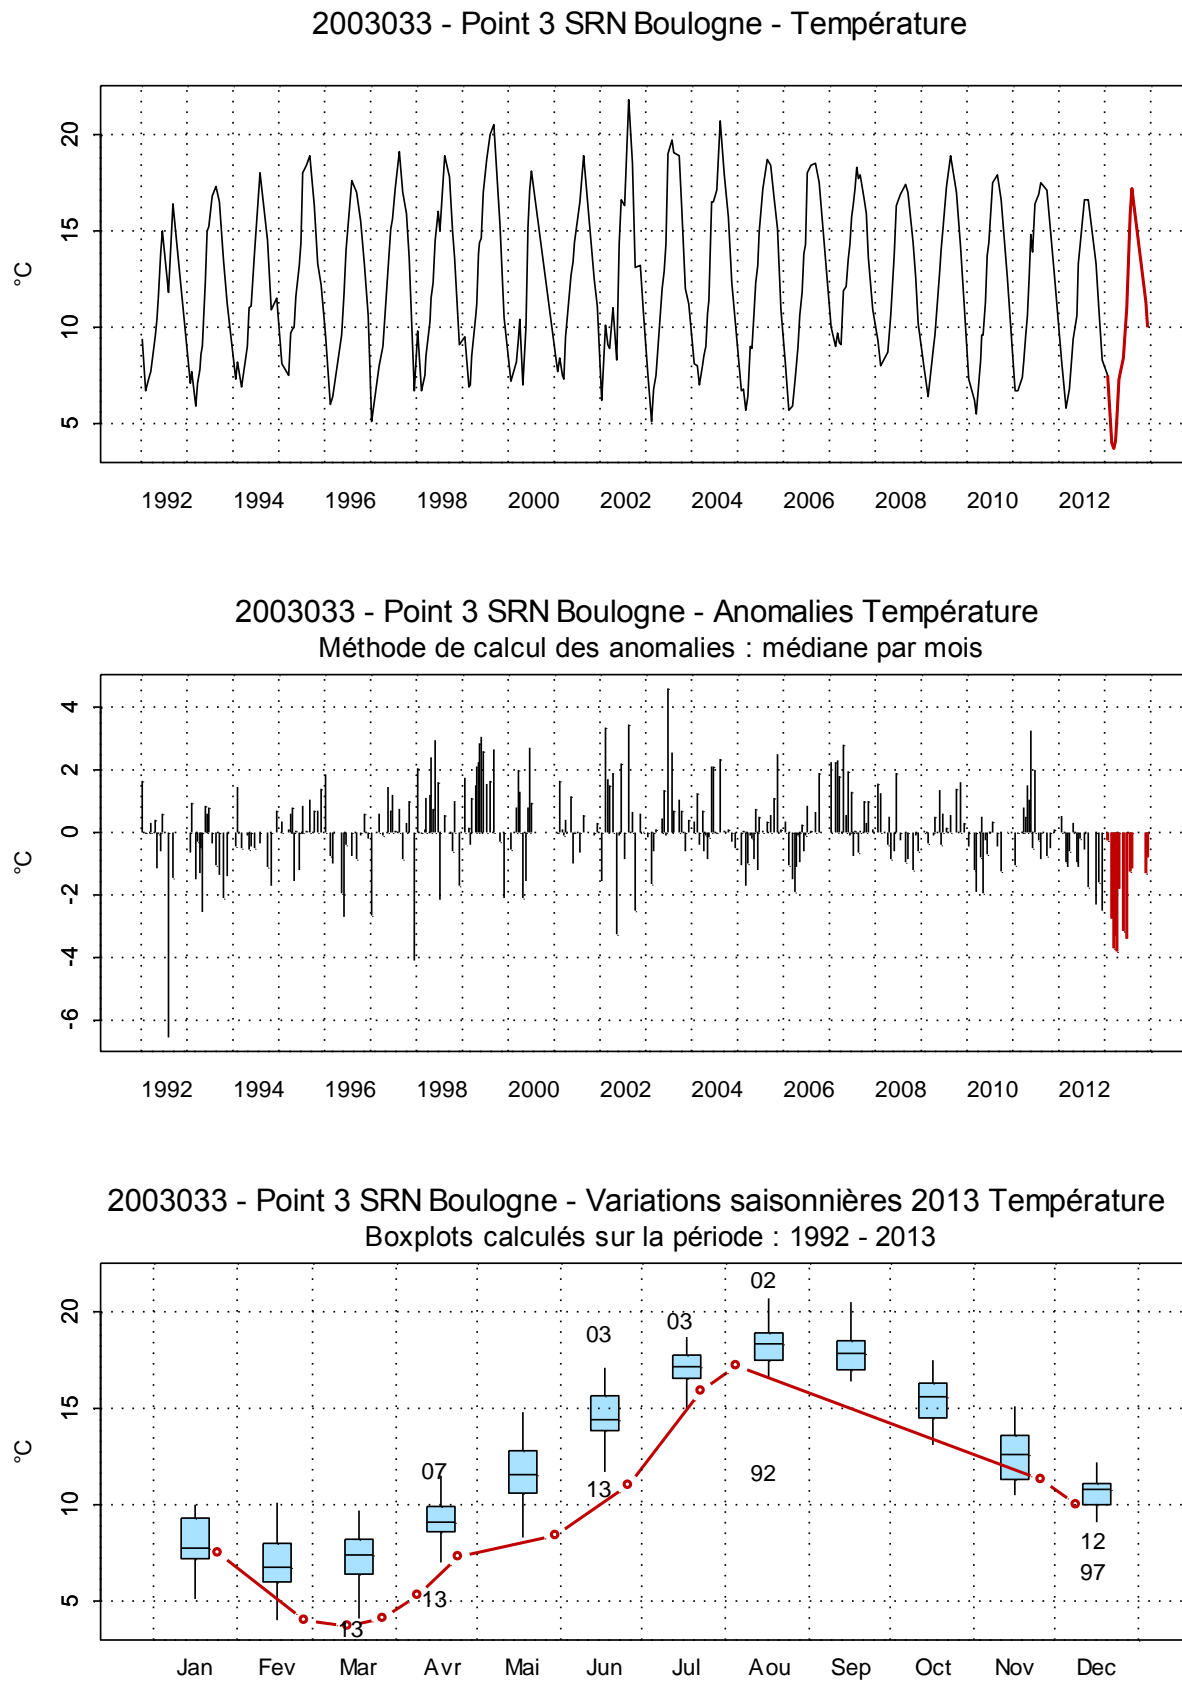 2003033 - Point 3 SRN Boulogne - Température
°C
20
15
10
5
1992 1994 1996 1998 2000 2002 2004 2006 2008 2010 2012
2003033 - Point 3 SRN Boulogne - Anomalies Température
Méthode de calcul des anomalies : médiane par mois
°C
4
2
0
-2
-4
-6
1992 1994 1996 1998 2000 2002 2004 2006 2008 2010 2012
2003033 - Point 3 SRN Boulogne - Variations saisonnières 2013 Température
Boxplots calculés sur la période : 1992 - 2013
°C
20
15
10
5
02
03 03
07
92
13
12
97
13
13
Jan Fev Mar Avr Mai Jun Jul Aou Sep Oct Nov Dec